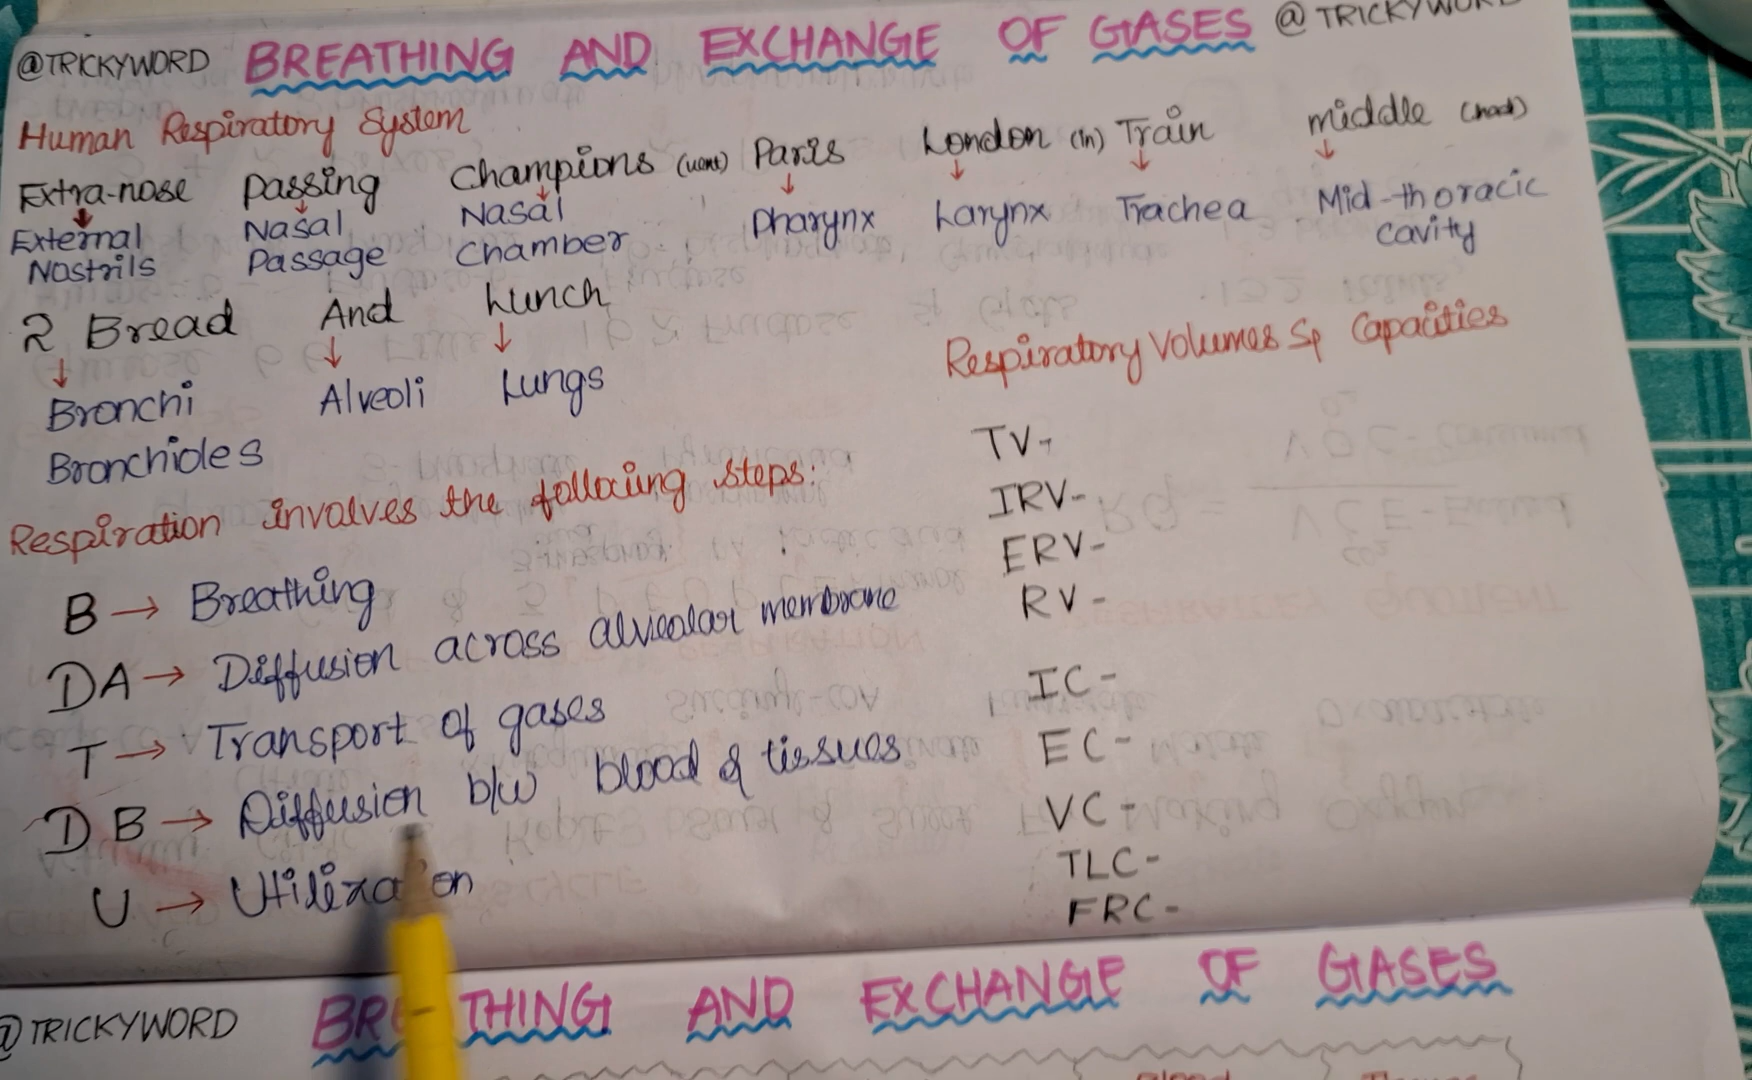 @TRICKYWORD BREATHING AND EXCHANGE OF GASES @TRICKYWORD
Human Respiratory System
Extra-nose Passing Champions (went) Paris London (in) Train middle (had)
External Nostrils
Nasal Passage
Nasal Chamber
Pharynx
Larynx
Trachea
Mid-thoracic cavity
2 Bread And Lunch
Bronchi
Bronchioles
Alveoli
Lungs
Respiration involves the following steps:
B → Breathing
DA → Diffusion across alveolar membrane
T → Transport of gases
DB → Diffusion b/w blood & tissues
U → Utilization
Respiratory Volumes & Capacities
TV-
IRV-
ERV-
RV-
IC-
EC-
VC-
TLC-
FRC-
@TRICKYWORD BREATHING AND EXCHANGE OF GASES